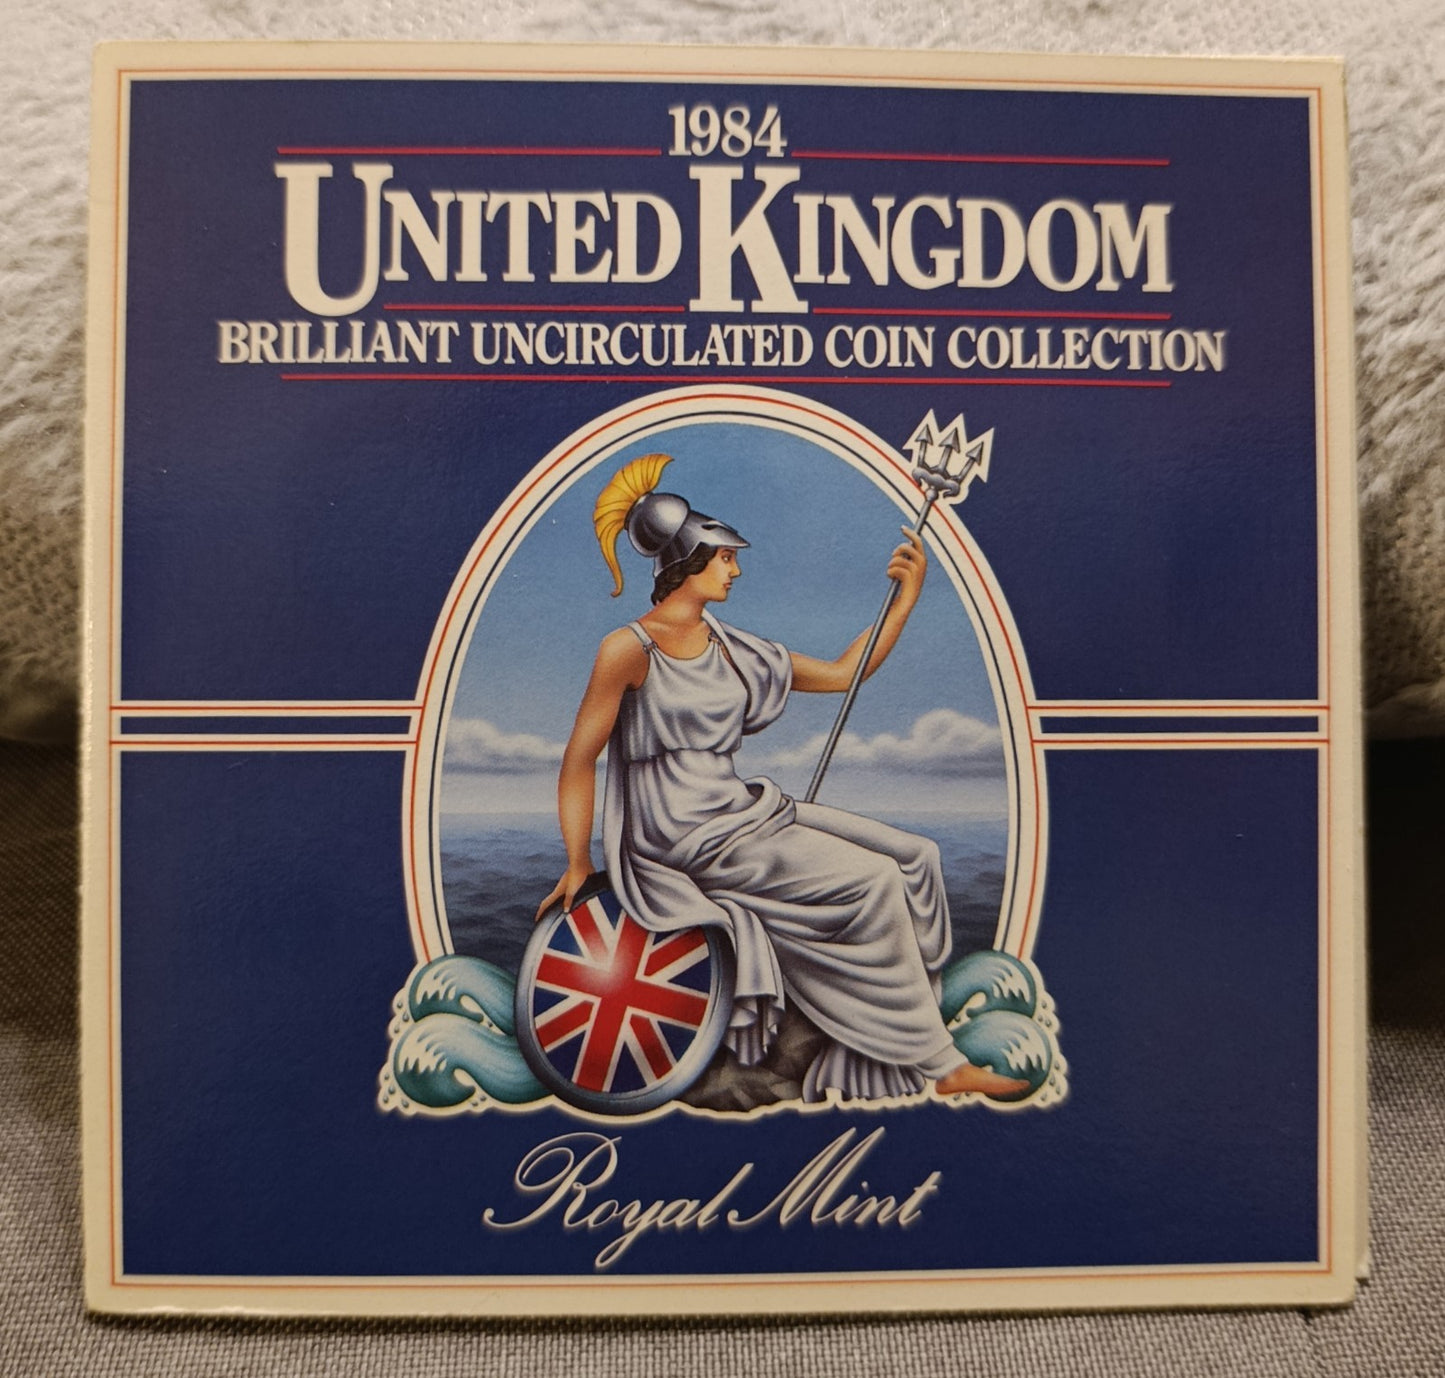 1984
UNITED KINGDOM
BRILLIANT UNCIRCULATED COIN COLLECTION
Royal Mint